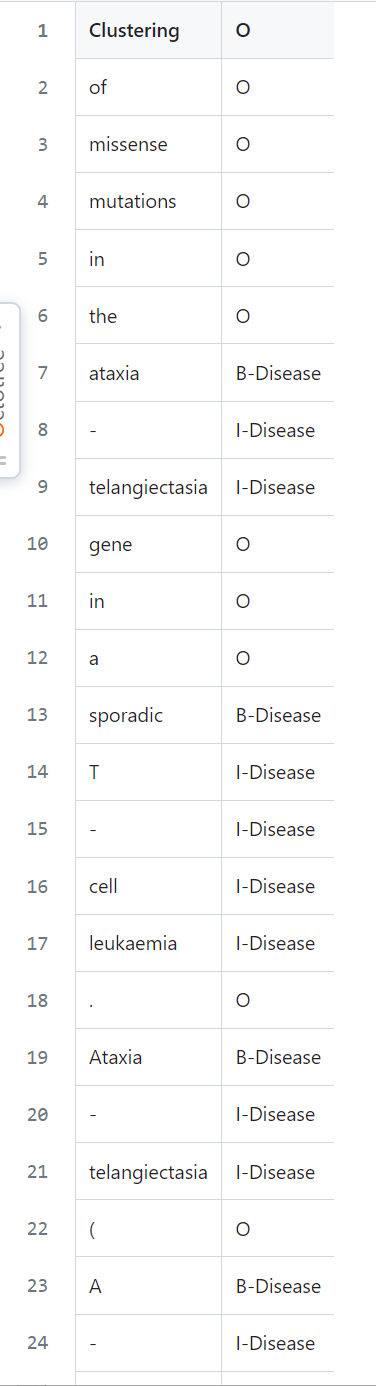 1 Clustering O
2 of O
3 missense O
4 mutations O
5 in O
6 the O
7 ataxia B-Disease
8 - I-Disease
9 telangiectasia I-Disease
10 gene O
11 in O
12 a O
13 sporadic B-Disease
14 T I-Disease
15 - I-Disease
16 cell I-Disease
17 leukaemia I-Disease
18 . O
19 Ataxia B-Disease
20 - I-Disease
21 telangiectasia I-Disease
22 ( O
23 A B-Disease
24 - I-Disease